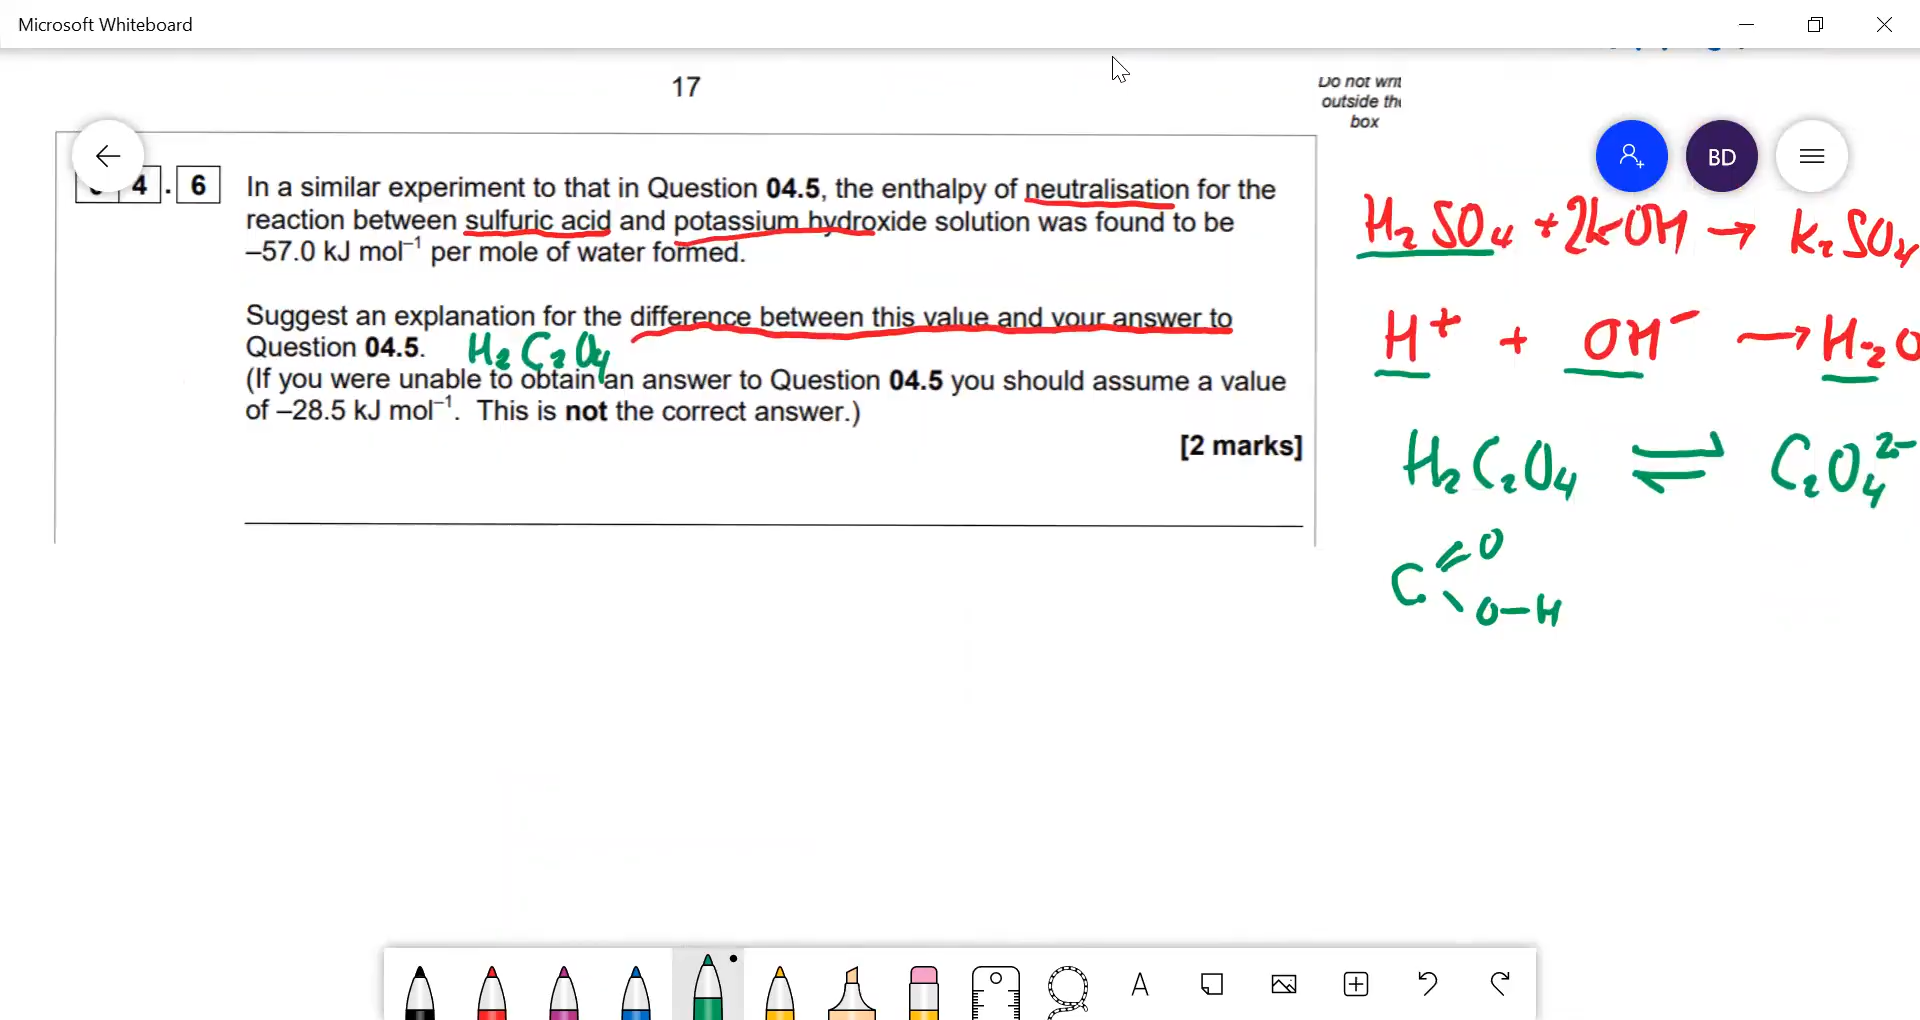 Microsoft Whiteboard
17
Do not
outside
box
4 . 6
In a similar experiment to that in Question 04.5, the enthalpy of neutralisation for the
reaction between sulfuric acid and potassium hydroxide solution was found to be
–57.0 kJ mol⁻¹ per mole of water formed.
Suggest an explanation for the difference between this value and your answer to
Question 04.5. H₂C₂O₄
(If you were unable to obtain an answer to Question 04.5 you should assume a value
of –28.5 kJ mol⁻¹. This is not the correct answer.)
[2 marks]
BD
H₂SO₄ + 2KOH → K₂SO₄
H⁺ + OH⁻ → H₂O
H₂C₂O₄ ⇌ C₂O₄²⁻
C O
O–H
A